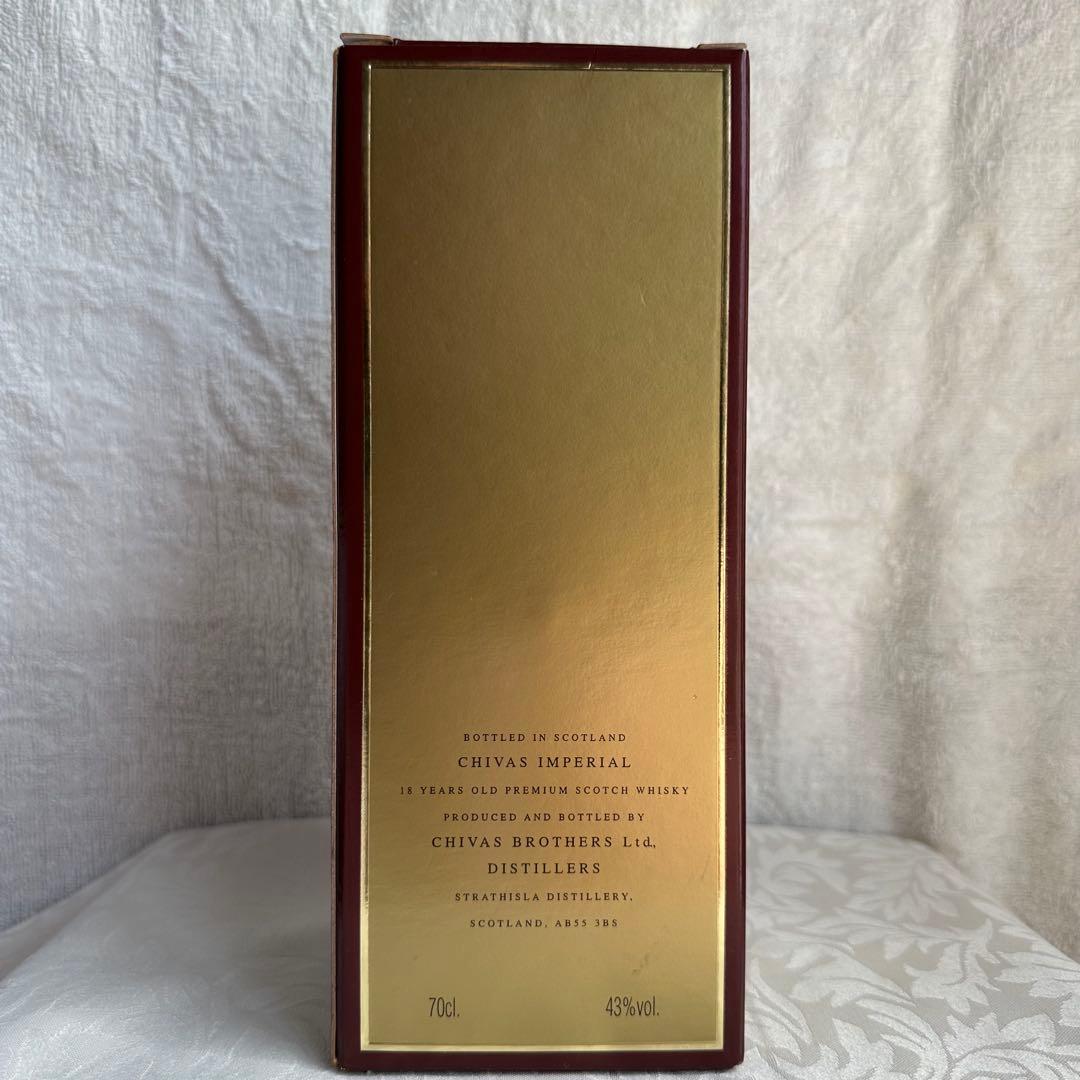 BOTTLED IN SCOTLAND
CHIVAS IMPERIAL
18 YEARS OLD PREMIUM SCOTCH WHISKY
PRODUCED AND BOTTLED BY
CHIVAS BROTHERS Ltd.,
DISTILLERS
STRATHISLA DISTILLERY,
SCOTLAND, AB55 3BS
70cl. 43%vol.